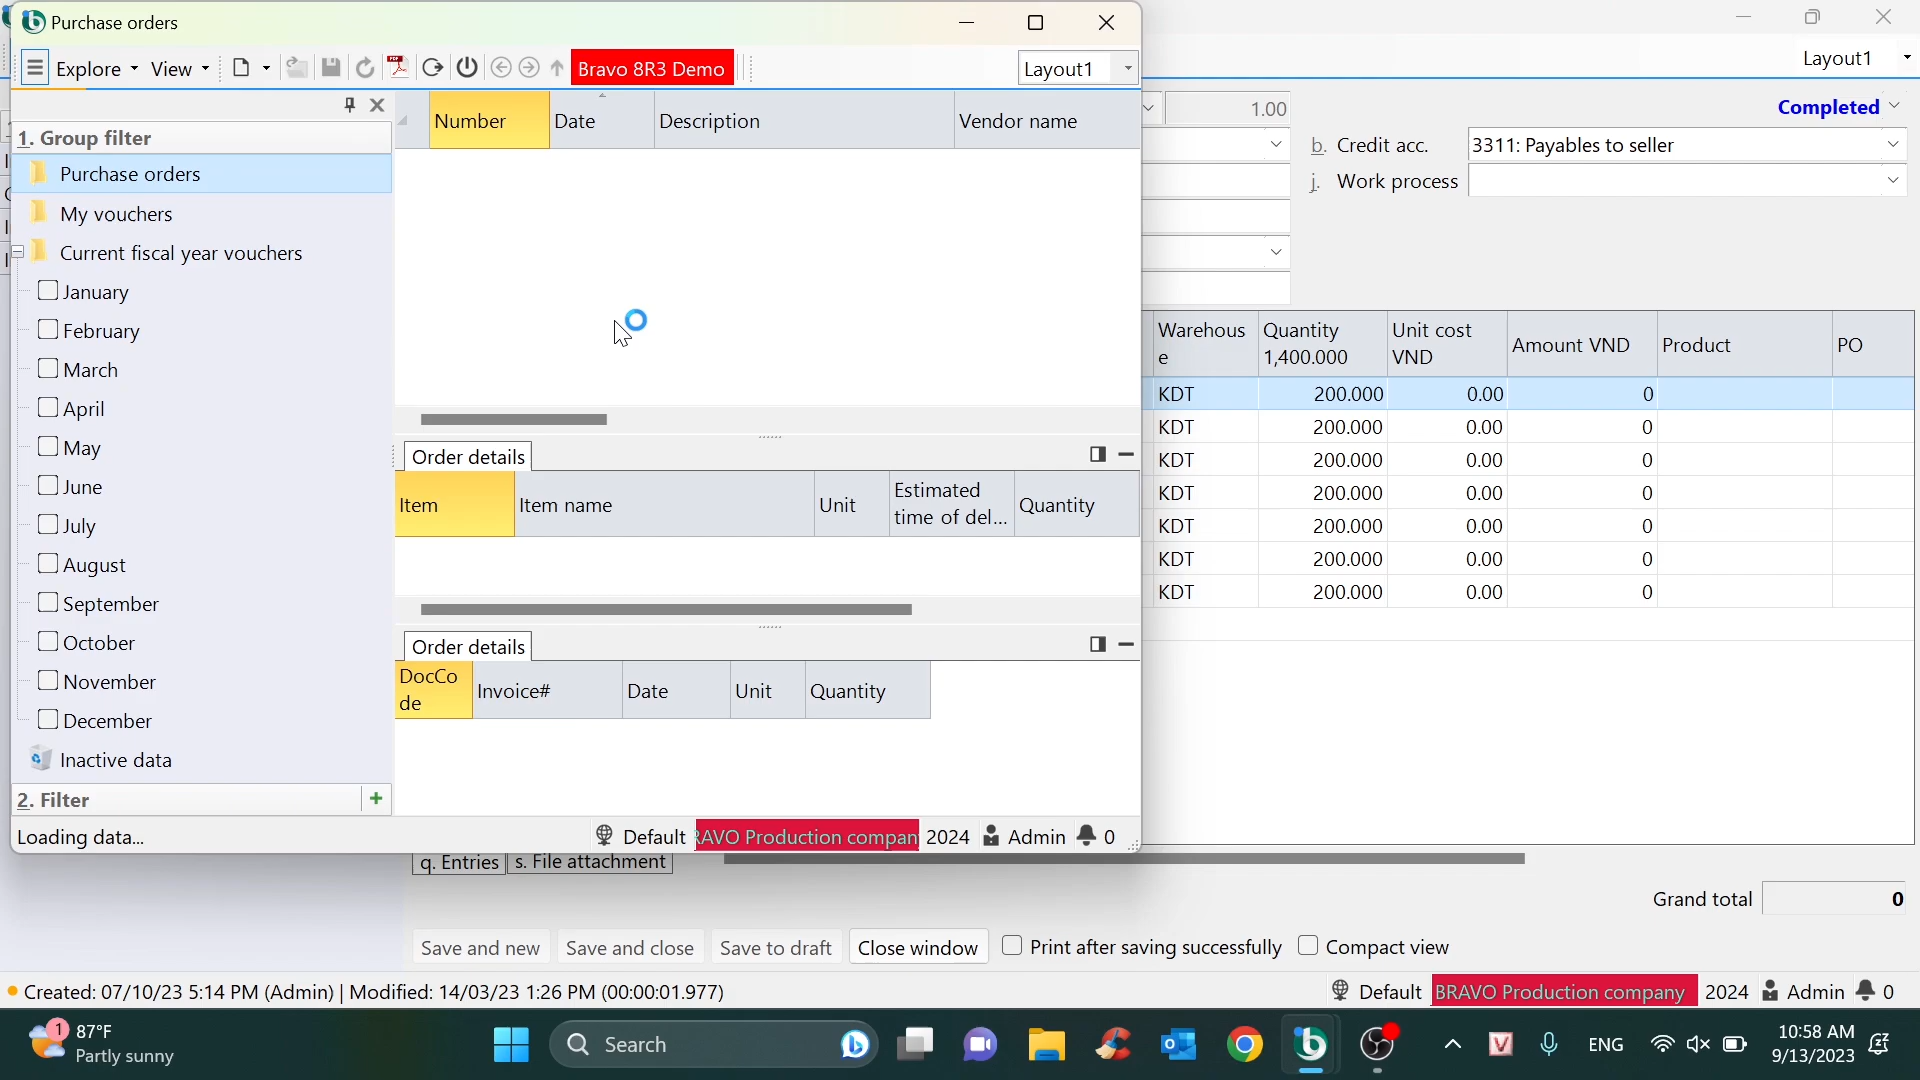 Purchase orders
Explore
View
PDF
Bravo 8R3 Demo
Layout1
Layout1
1. Group filter
Purchase orders
My vouchers
Current fiscal year vouchers
January
February
March
April
May
June
July
August
September
October
November
December
Inactive data
2. Filter
Loading data...
Number
Date
Description
Vendor name
Order details
Item
Item name
Unit
Estimated
time of del...
Quantity
Order details
DocCo
de
Invoice#
Date
Unit
Quantity
Default
RAVO Production compan
2024
Admin
0
1.00
Completed
b. Credit acc.
3311: Payables to seller
j. Work process
Warehous
e
Quantity
1,400.000
Unit cost
VND
Amount VND
Product
PO
KDT 200.000 0.00 0
KDT 200.000 0.00 0
KDT 200.000 0.00 0
KDT 200.000 0.00 0
KDT 200.000 0.00 0
KDT 200.000 0.00 0
KDT 200.000 0.00 0
q. Entries
s. File attachment
Grand total 0
Save and new
Save and close
Save to draft
Close window
Print after saving successfully
Compact view
Created: 07/10/23 5:14 PM (Admin) | Modified: 14/03/23 1:26 PM (00:00:01.977)
Default
BRAVO Production company
2024
Admin
0
1
87°F
Partly sunny
Search
ENG
10:58 AM
9/13/2023